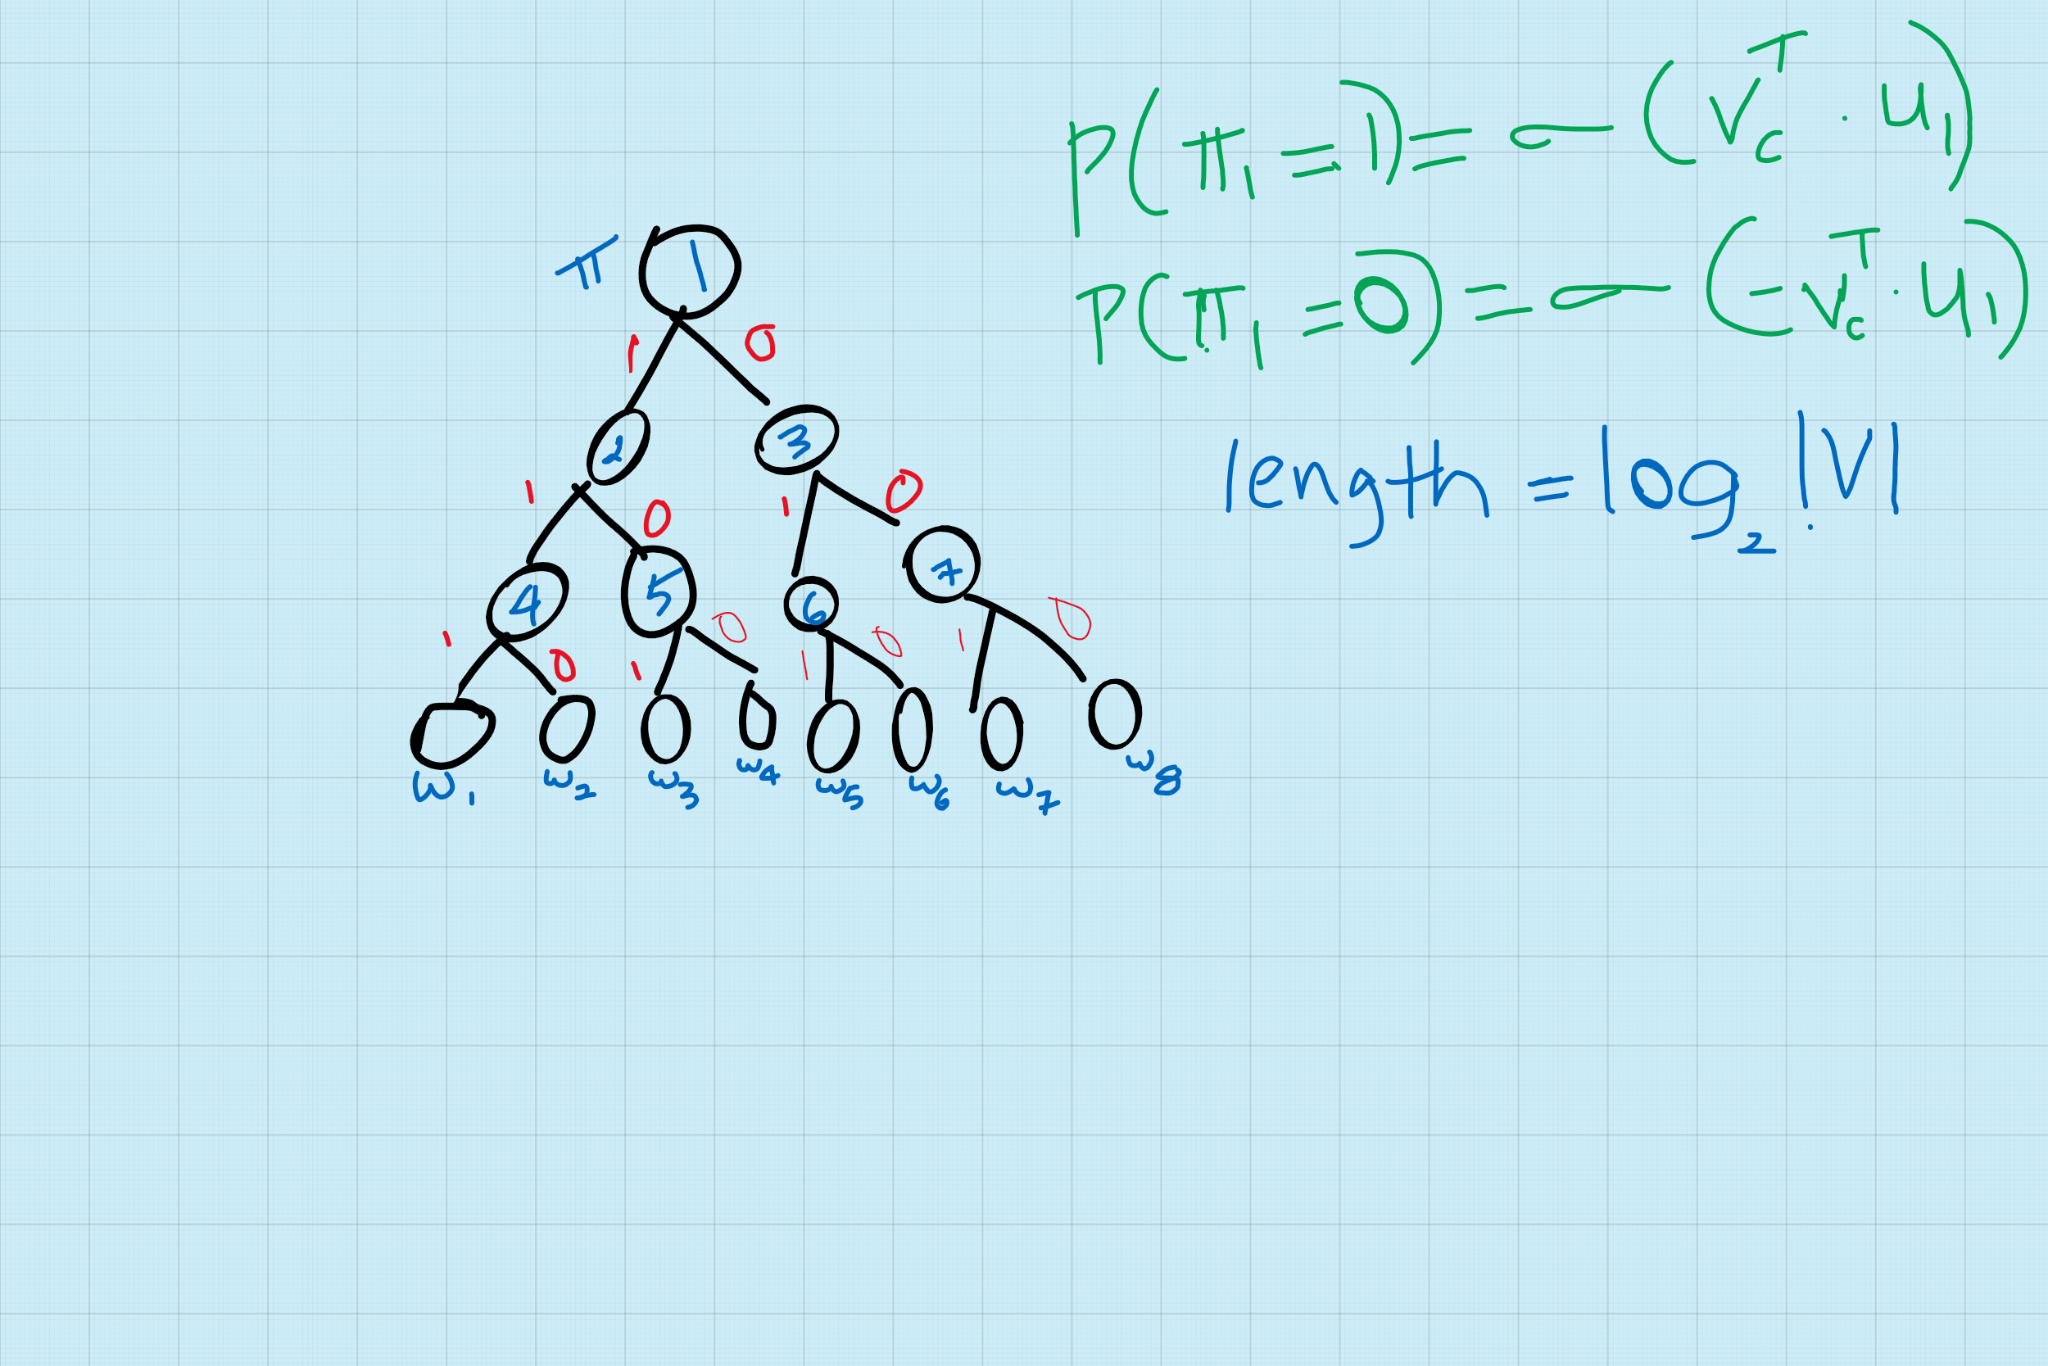 P(π₁ = 1) = σ(v_c^T · u₁)
P(π₁ = 0) = σ(-v_c^T · u₁)
length = log₂ |V|
π 1
1 0
2 3
1 0 1 0
4 5 6 7
1 0 1 0 1 0 1 0
w₁ w₂ w₃ w₄ w₅ w₆ w₇ w₈